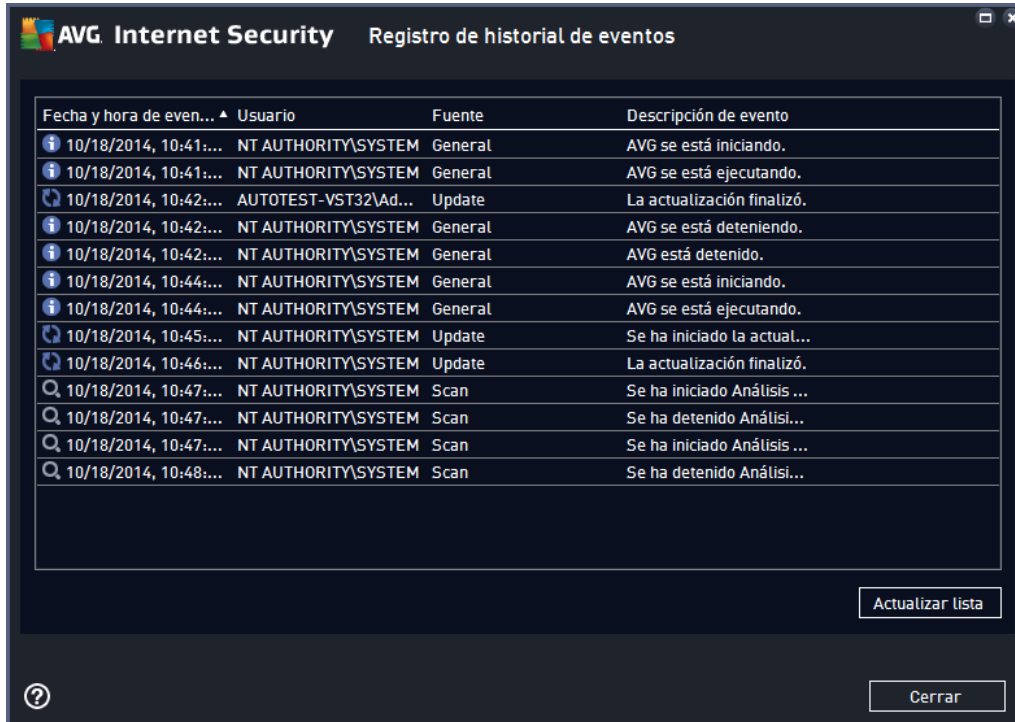 AVG. Internet Security Registro de historial de eventos
Fecha y hora de even... Usuario Fuente Descripción de evento
10/18/2014, 10:41:... NT AUTHORITY\SYSTEM General AVG se está iniciando.
10/18/2014, 10:41:... NT AUTHORITY\SYSTEM General AVG se está ejecutando.
10/18/2014, 10:42:... AUTOTEST-VST32\Ad... Update La actualización finalizó.
10/18/2014, 10:42:... NT AUTHORITY\SYSTEM General AVG se está deteniendo.
10/18/2014, 10:42:... NT AUTHORITY\SYSTEM General AVG está detenido.
10/18/2014, 10:44:... NT AUTHORITY\SYSTEM General AVG se está iniciando.
10/18/2014, 10:44:... NT AUTHORITY\SYSTEM General AVG se está ejecutando.
10/18/2014, 10:45:... NT AUTHORITY\SYSTEM Update Se ha iniciado la actual...
10/18/2014, 10:46:... NT AUTHORITY\SYSTEM Update La actualización finalizó.
10/18/2014, 10:47:... NT AUTHORITY\SYSTEM Scan Se ha iniciado Análisis ...
10/18/2014, 10:47:... NT AUTHORITY\SYSTEM Scan Se ha detenido Análisi...
10/18/2014, 10:47:... NT AUTHORITY\SYSTEM Scan Se ha iniciado Análisis ...
10/18/2014, 10:48:... NT AUTHORITY\SYSTEM Scan Se ha detenido Análisi...
Actualizar lista
Cerrar